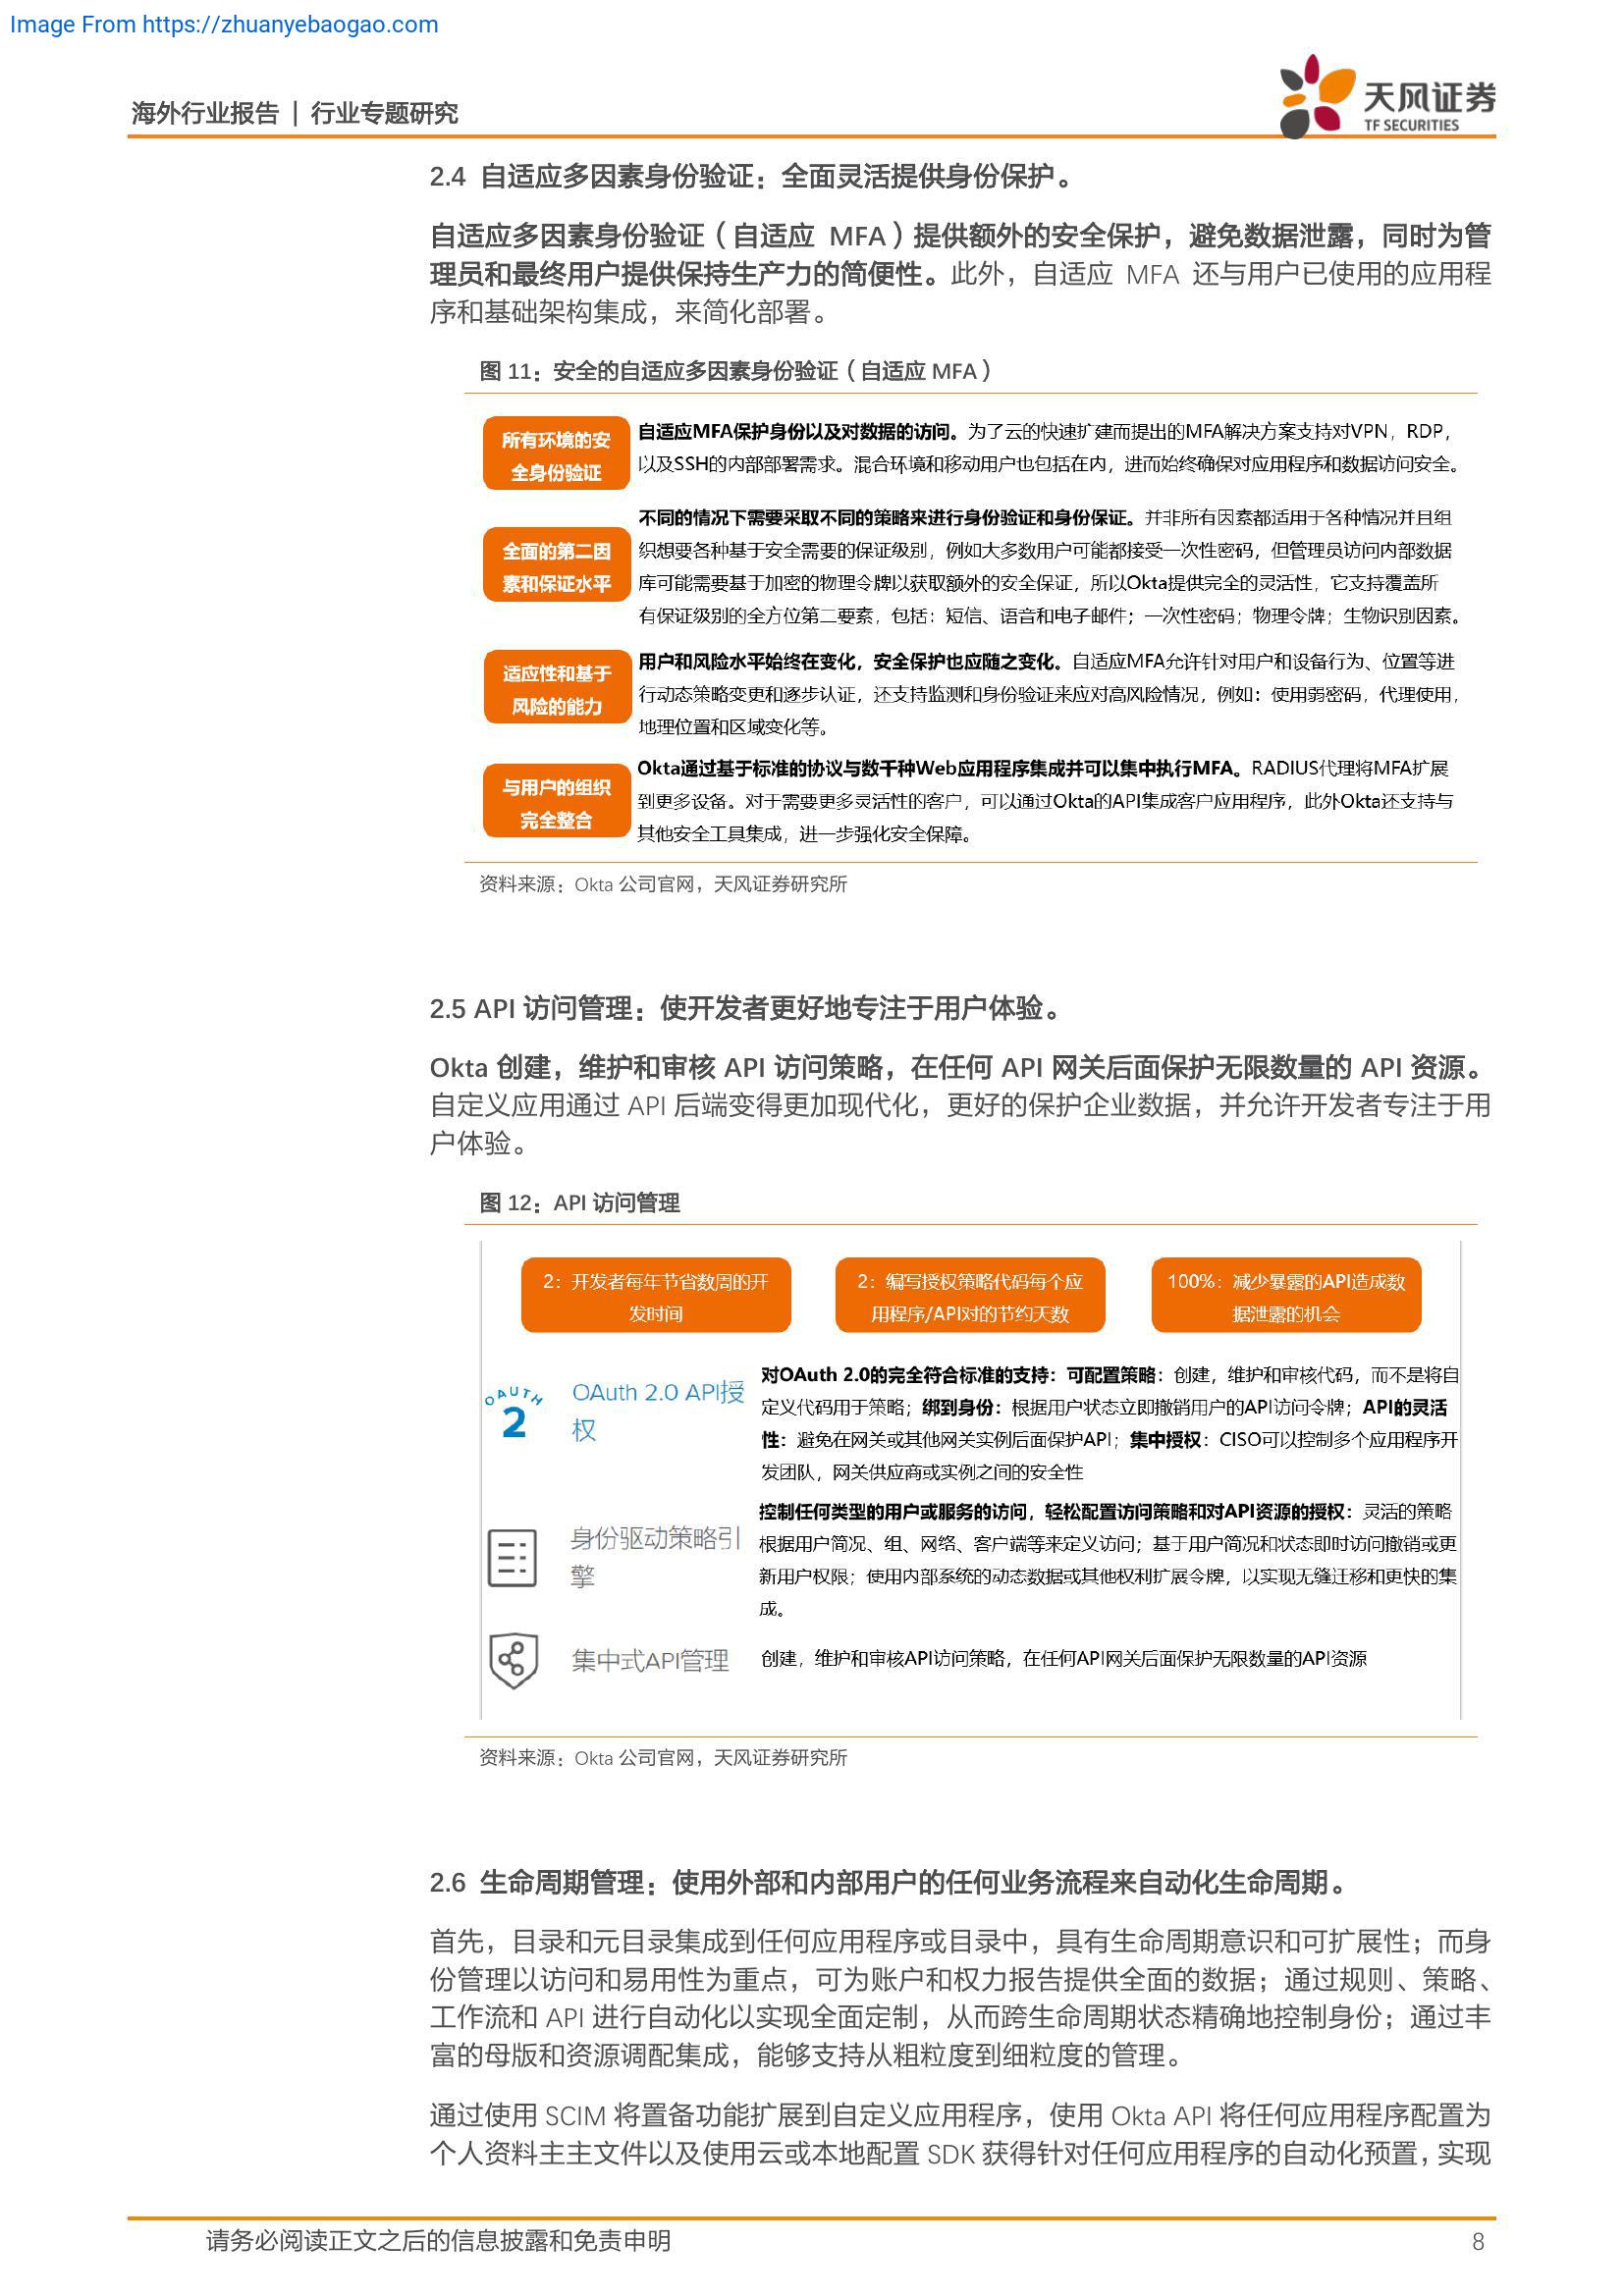 Image From https://zhuanyebaogao.com
海外行业报告 | 行业专题研究
天风证券
TF SECURITIES
2.4 自适应多因素身份验证：全面灵活提供身份保护。
自适应多因素身份验证（自适应 MFA）提供额外的安全保护，避免数据泄露，同时为管
理员和最终用户提供保持生产力的简便性。此外，自适应 MFA 还与用户已使用的应用程
序和基础架构集成，来简化部署。
图 11：安全的自适应多因素身份验证（自适应 MFA）
所有环境的安
全身份验证
自适应MFA保护身份以及对数据的访问。为了云的快速扩建而提出的MFA解决方案支持对VPN，RDP，
以及SSH的内部部署需求。混合环境和移动用户也包括在内，进而始终确保对应用程序和数据访问安全。
全面的第二因
素和保证水平
不同的情况下需要采取不同的策略来进行身份验证和身份保证。并非所有因素都适用于各种情况并且组
织想要各种基于安全需要的保证级别，例如大多数用户可能都接受一次性密码，但管理员访问内部数据
库可能需要基于加密的物理令牌以获取额外的安全保证，所以Okta提供完全的灵活性，它支持覆盖所
有保证级别的全方位第二要素，包括：短信、语音和电子邮件；一次性密码；物理令牌；生物识别因素。
适应性和基于
风险的能力
用户和风险水平始终在变化，安全保护也应随之变化。自适应MFA允许针对用户和设备行为、位置等进
行动态策略变更和逐步认证，还支持监测和身份验证来应对高风险情况，例如：使用弱密码，代理使用，
地理位置和区域变化等。
与用户的组织
完全整合
Okta通过基于标准的协议与数千种Web应用程序集成并可以集中执行MFA。RADIUS代理将MFA扩展
到更多设备。对于需要更多灵活性的客户，可以通过Okta的API集成客户应用程序，此外Okta还支持与
其他安全工具集成，进一步强化安全保障。
资料来源：Okta 公司官网，天风证券研究所
2.5 API 访问管理：使开发者更好地专注于用户体验。
Okta 创建，维护和审核 API 访问策略，在任何 API 网关后面保护无限数量的 API 资源。
自定义应用通过 API 后端变得更加现代化，更好的保护企业数据，并允许开发者专注于用
户体验。
图 12：API 访问管理
2：开发者每年节省数周的开
发时间
2：编写授权策略代码每个应
用程序/API对的节约天数
100%：减少暴露的API造成数
据泄露的机会
OAUTH
2
OAuth 2.0 API授
权
对OAuth 2.0的完全符合标准的支持：可配置策略：创建，维护和审核代码，而不是将自
定义代码用于策略；绑到身份：根据用户状态立即撤销用户的API访问令牌；API的灵活
性：避免在网关或其他网关实例后面保护API；集中授权：CISO可以控制多个应用程序开
发团队，网关供应商或实例之间的安全性
身份驱动策略引
擎
控制任何类型的用户或服务的访问，轻松配置访问策略和对API资源的授权：灵活的策略
根据用户简况、组、网络、客户端等来定义访问；基于用户简况和状态即时访问撤销或更
新用户权限；使用内部系统的动态数据或其他权利扩展令牌，以实现无缝迁移和更快的集
成。
集中式API管理
创建，维护和审核API访问策略，在任何API网关后面保护无限数量的API资源
资料来源：Okta 公司官网，天风证券研究所
2.6 生命周期管理：使用外部和内部用户的任何业务流程来自动化生命周期。
首先，目录和元目录集成到任何应用程序或目录中，具有生命周期意识和可扩展性；而身
份管理以访问和易用性为重点，可为账户和权力报告提供全面的数据；通过规则、策略、
工作流和 API 进行自动化以实现全面定制，从而跨生命周期状态精确地控制身份；通过丰
富的母版和资源调配集成，能够支持从粗粒度到细粒度的管理。
通过使用 SCIM 将置备功能扩展到自定义应用程序，使用 Okta API 将任何应用程序配置为
个人资料主主文件以及使用云或本地配置 SDK 获得针对任何应用程序的自动化预置，实现
请务必阅读正文之后的信息披露和免责申明
8